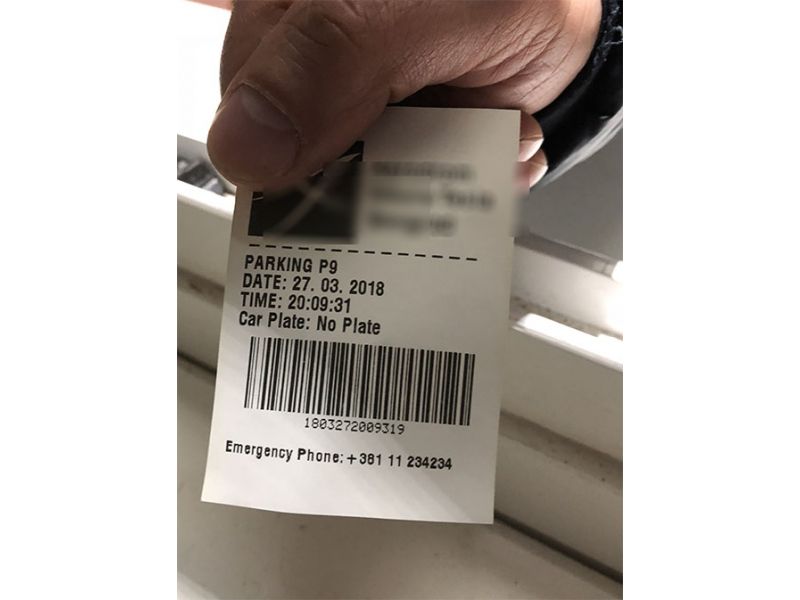 PARKING P9
DATE: 27. 03. 2018
TIME: 20:09:31
Car Plate: No Plate
1803272009319
Emergency Phone: +381 11 234234